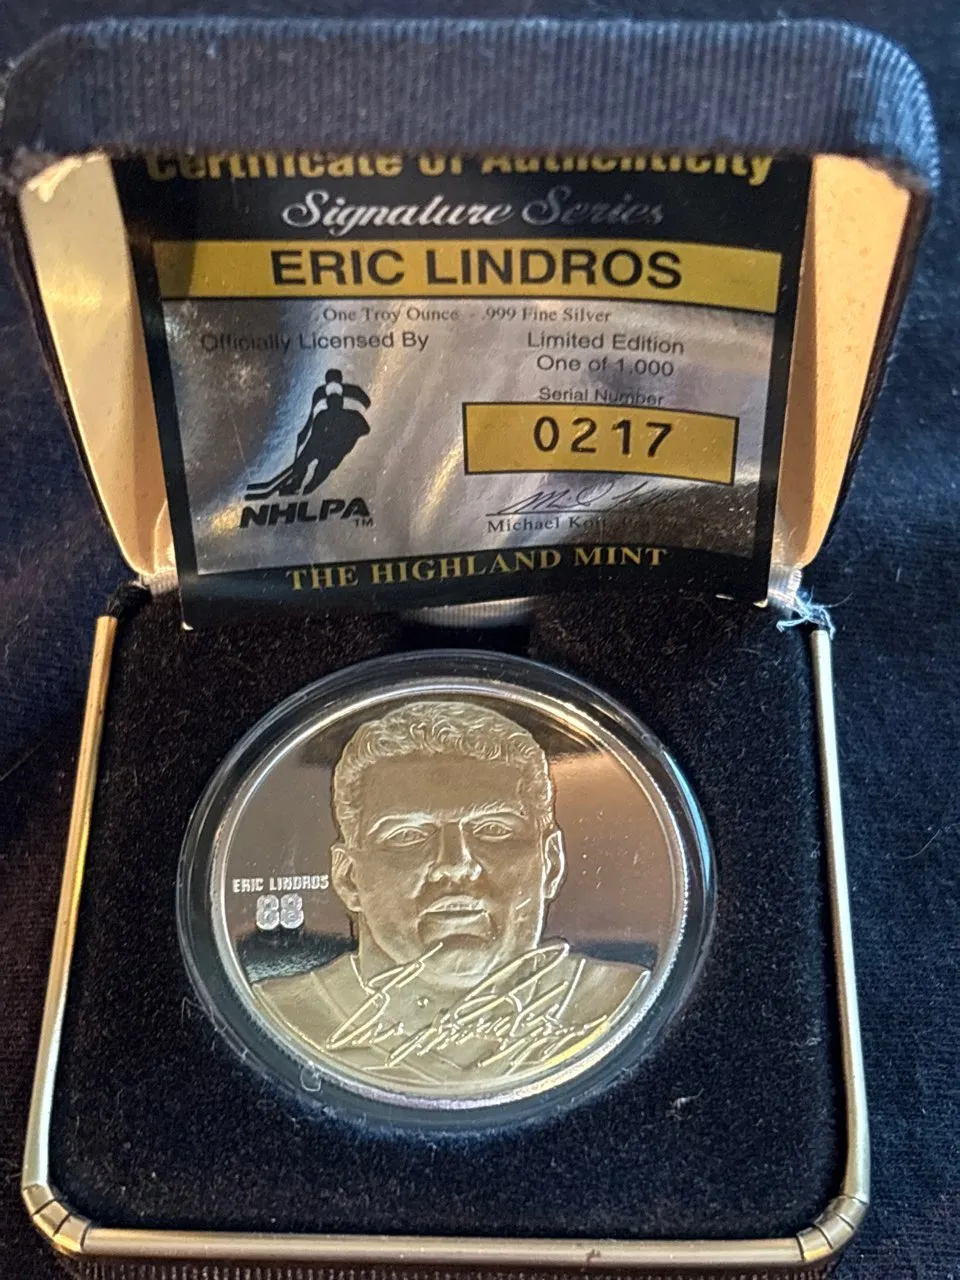 Certificate of Authenticity
Signature Series
ERIC LINDROS
One Troy Ounce - .999 Fine Silver
Officially Licensed By
Limited Edition
One of 1,000
Serial Number
0217
NHLPA
TM
Michael
THE HIGHLAND MINT
ERIC LINDROS
88